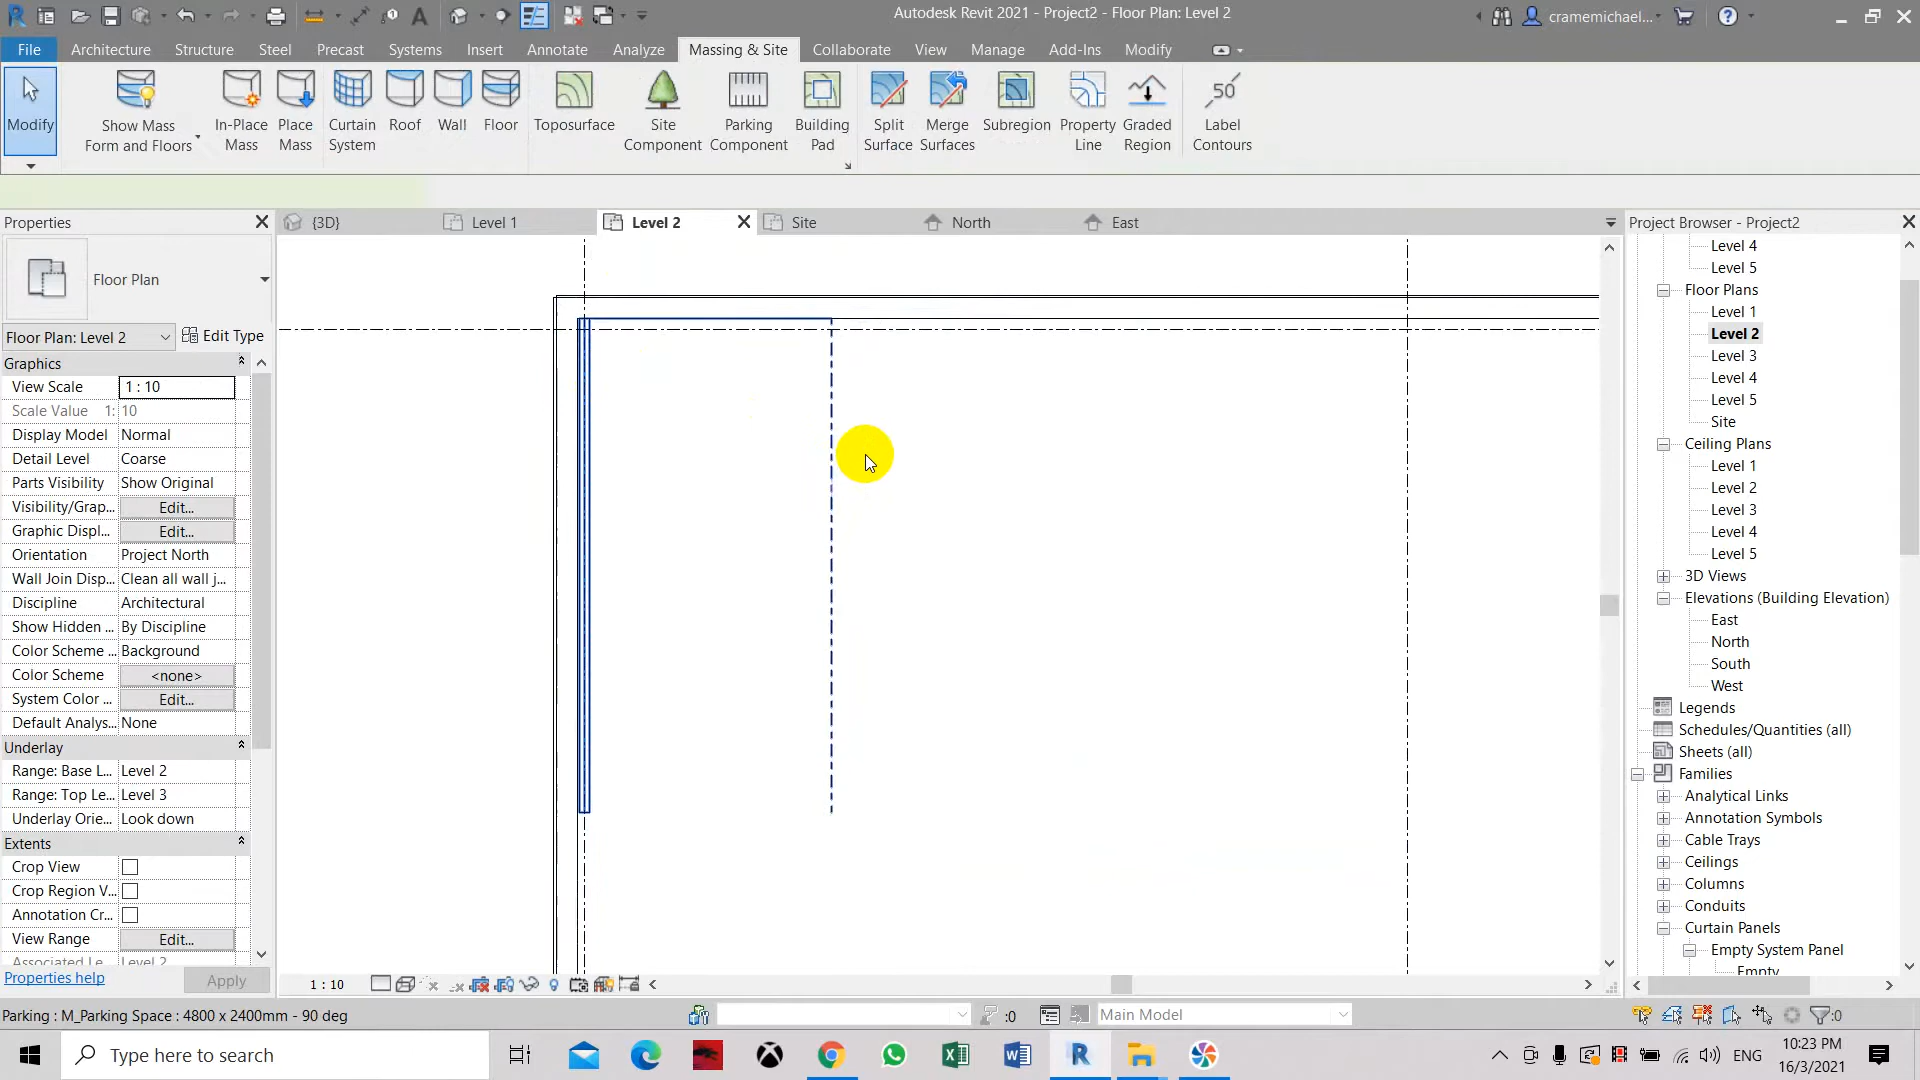 Autodesk Revit 2021 - Project2 - Floor Plan: Level 2
cramemichael...
File Architecture Structure Steel Precast Systems Insert Annotate Analyze Massing & Site Collaborate View Manage Add-Ins Modify
Modify
Show Mass Form and Floors
In-Place Mass
Place Mass
Curtain System
Roof
Wall
Floor
Toposurface
Site Component
Parking Component
Building Pad
Split Surface
Merge Surfaces
Subregion
Property Line
Graded Region
50
Label Contours
Properties
{3D}
Level 1
Level 2
Site
North
East
Project Browser - Project2
Floor Plan
Floor Plan: Level 2
Edit Type
Graphics
View Scale 1 : 10
Scale Value 1: 10
Display Model Normal
Detail Level Coarse
Parts Visibility Show Original
Visibility/Grap... Edit...
Graphic Displ... Edit...
Orientation Project North
Wall Join Disp... Clean all wall j...
Discipline Architectural
Show Hidden ... By Discipline
Color Scheme ... Background
Color Scheme <none>
System Color ... Edit...
Default Analys... None
Underlay
Range: Base L... Level 2
Range: Top Le... Level 3
Underlay Orie... Look down
Extents
Crop View
Crop Region V...
Annotation Cr...
View Range Edit...
Associated Le... Level 2
Properties help
Apply
Level 4
Level 5
Floor Plans
Level 1
Level 2
Level 3
Level 4
Level 5
Site
Ceiling Plans
Level 1
Level 2
Level 3
Level 4
Level 5
3D Views
Elevations (Building Elevation)
East
North
South
West
Legends
Schedules/Quantities (all)
Sheets (all)
Families
Analytical Links
Annotation Symbols
Cable Trays
Ceilings
Columns
Conduits
Curtain Panels
Empty System Panel
Empty
1 : 10
Parking : M_Parking Space : 4800 x 2400mm - 90 deg
:0
Main Model
:0
Type here to search
ENG
10:23 PM
16/3/2021